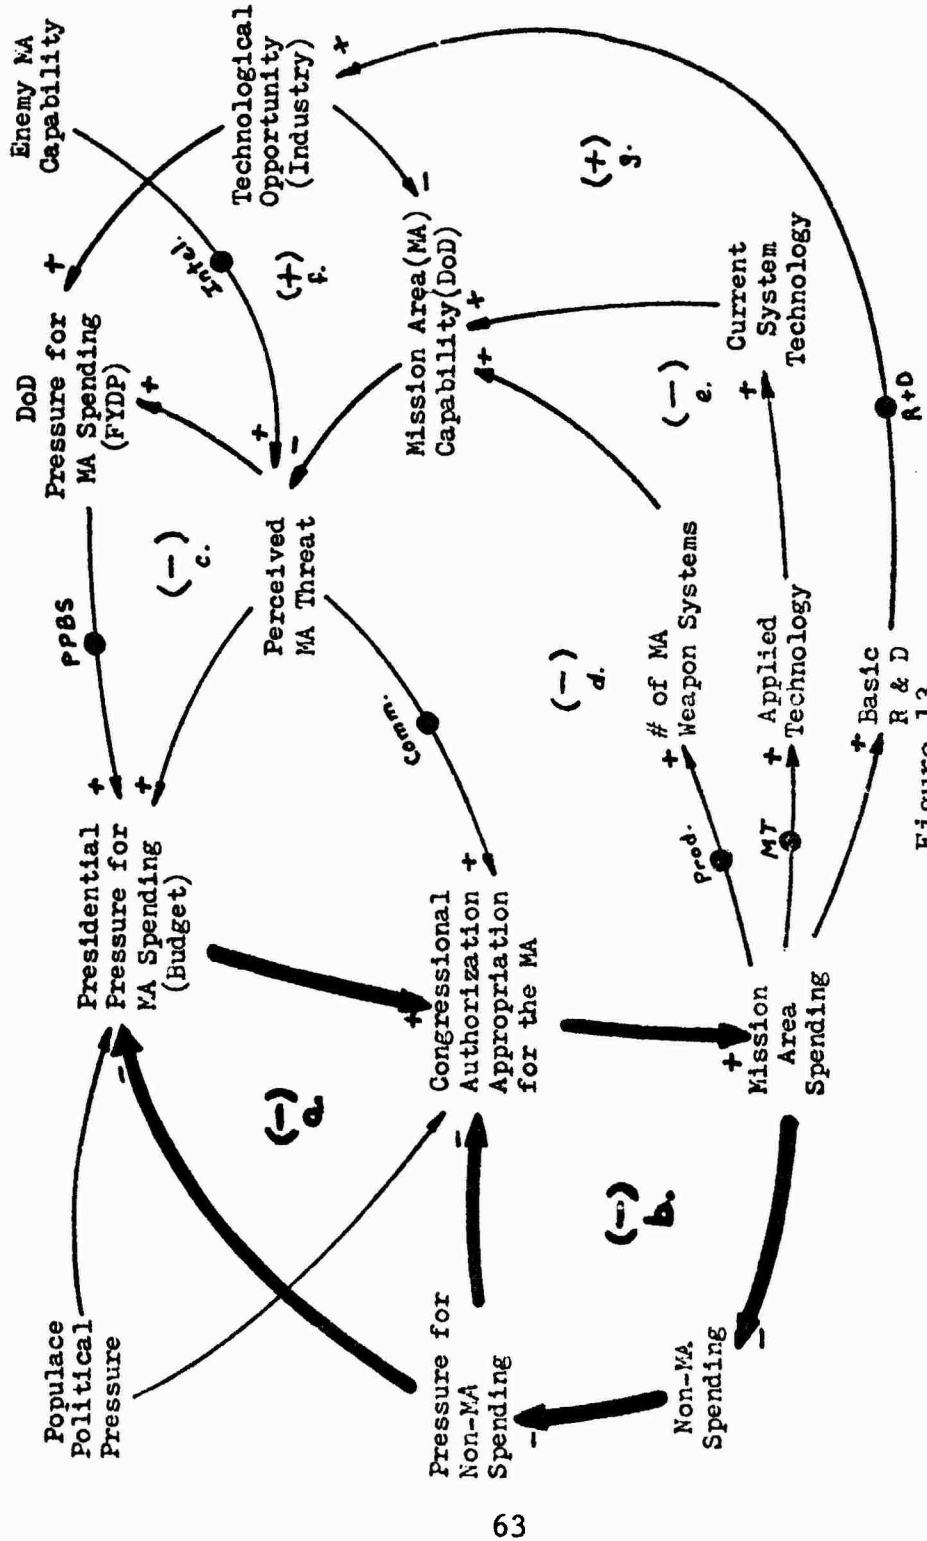 Populace
Political
Pressure
Presidential
Pressure for
MA Spending
(Budget)
DoD
Pressure for
MA Spending
(FYDP)
Enemy MA
Capability
Technological
Opportunity
(Industry)
Perceived
MA Threat
Mission Area(MA)
Capability(DoD)
Pressure for
Non-MA
Spending
Congressional
Authorization
Appropriation
for the MA
Non-MA
Spending
Mission
Area
Spending
# of MA
Weapon Systems
Applied
Technology
Basic
R & D
Current
System
Technology
PPBS
Intel.
Comm.
Prod.
MT
R+D
(-)
a.
(-)
b.
(-)
c.
(-)
d.
(-)
e.
(+)
f.
(+)
g.
+
+
+
+
+
+
+
+
+
+
+
+
+
+
-
-
-
-
-
-
Figure 13
63